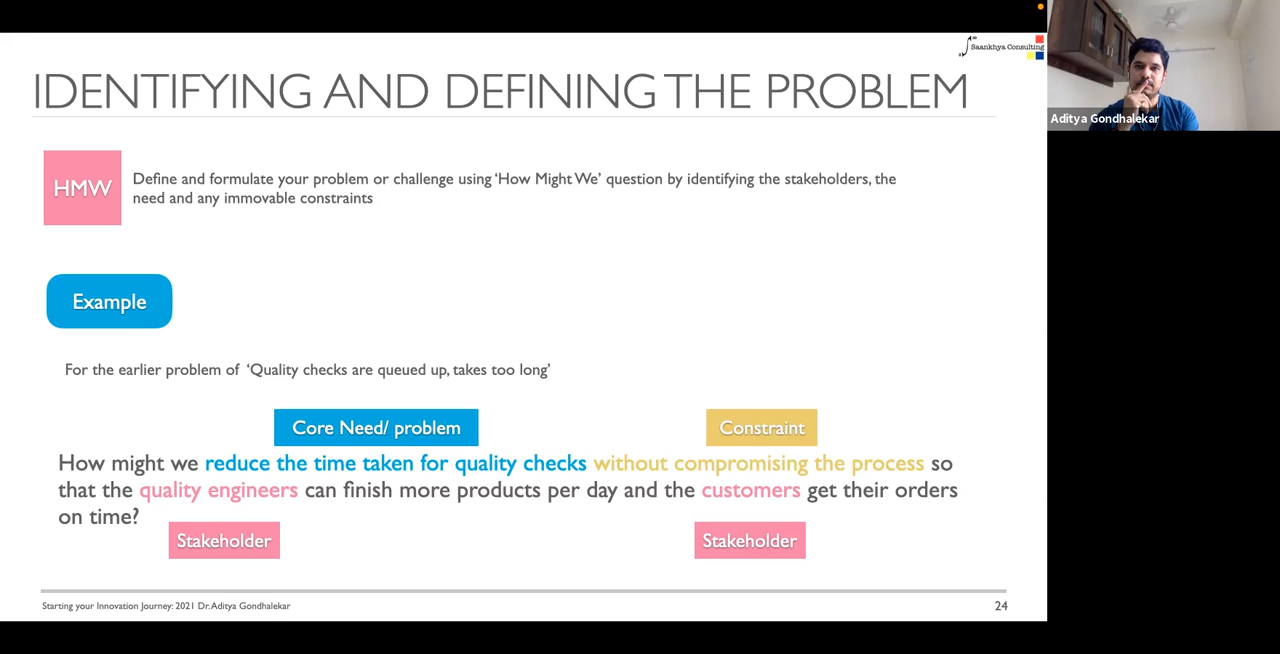 Saankhya Consulting
IDENTIFYING AND DEFINING THE PROBLEM
HMW
Define and formulate your problem or challenge using ‘How Might We’ question by identifying the stakeholders, the
need and any immovable constraints
Example
For the earlier problem of ‘Quality checks are queued up, takes too long’
Core Need/ problem
Constraint
How might we reduce the time taken for quality checks without compromising the process so
that the quality engineers can finish more products per day and the customers get their orders
on time?
Stakeholder
Stakeholder
Starting your Innovation Journey: 2021 Dr. Aditya Gondhalekar
24
Aditya Gondhalekar